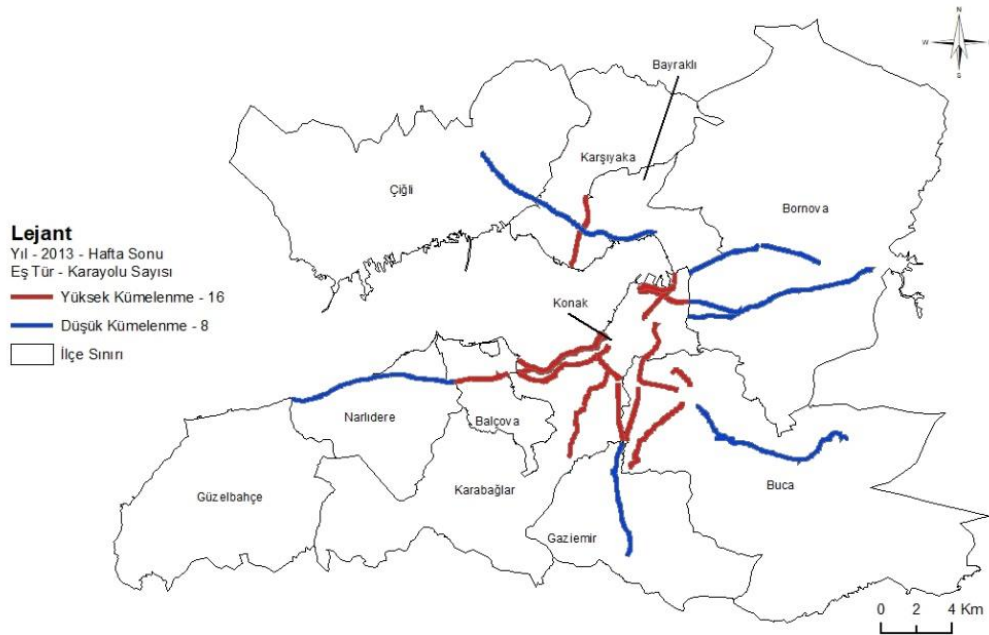 N
W
S
Bayraklı
Karşıyaka
Çiğli
Bornova
Lejant
Yıl - 2013 - Hafta Sonu
Eş Tür - Karayolu Sayısı
Yüksek Kümelenme - 16
Düşük Kümelenme - 8
İlçe Sınırı
Konak
Narlıdere
Balçova
Güzelbahçe
Karabağlar
Buca
Gaziemir
0 2 4 Km